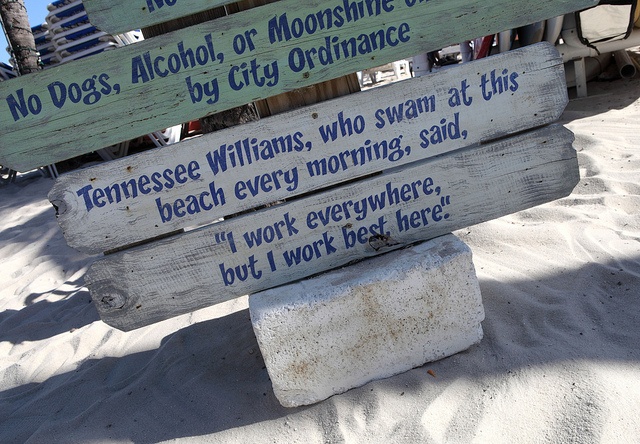 No
No Dogs, Alcohol, or Moonshine
by City Ordinance
Tennessee Williams, who swam at this
beach every morning, said,
"I work everywhere,
but I work best here".